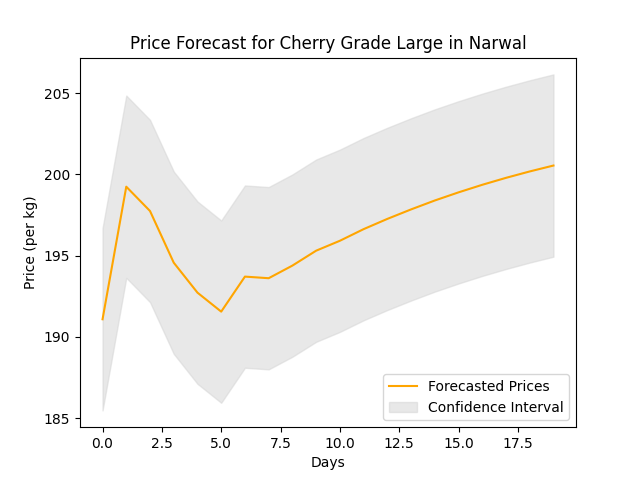 Price Forecast for Cherry Grade Large in Narwal
205
200
195
190
185
Price (per kg)
0.0 2.5 5.0 7.5 10.0 12.5 15.0 17.5
Days
Forecasted Prices
Confidence Interval